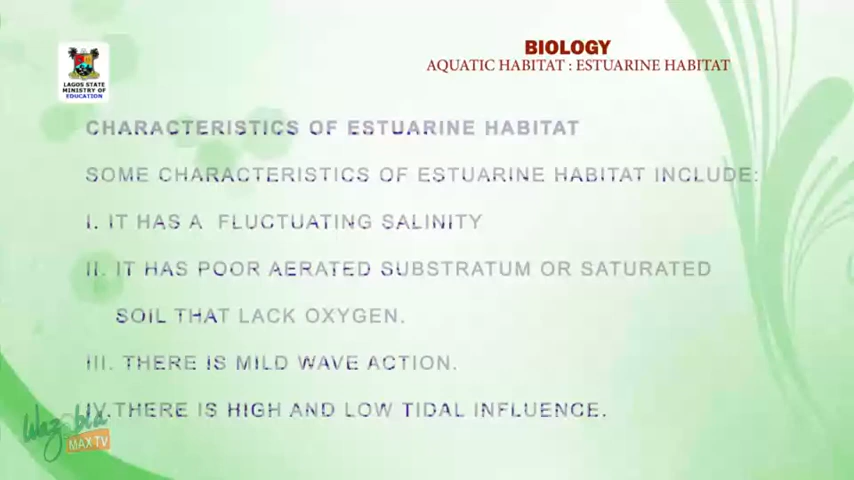 BIOLOGY
AQUATIC HABITAT : ESTUARINE HABITAT
LAGOS STATE
MINISTRY OF
EDUCATION
CHARACTERISTICS OF ESTUARINE HABITAT
SOME CHARACTERISTICS OF ESTUARINE HABITAT INCLUDE:
I. IT HAS A FLUCTUATING SALINITY
II. IT HAS POOR AERATED SUBSTRATUM OR SATURATED
SOIL THAT LACK OXYGEN.
III. THERE IS MILD WAVE ACTION.
IV.THERE IS HIGH AND LOW TIDAL INFLUENCE.
Wazobia
MAX TV